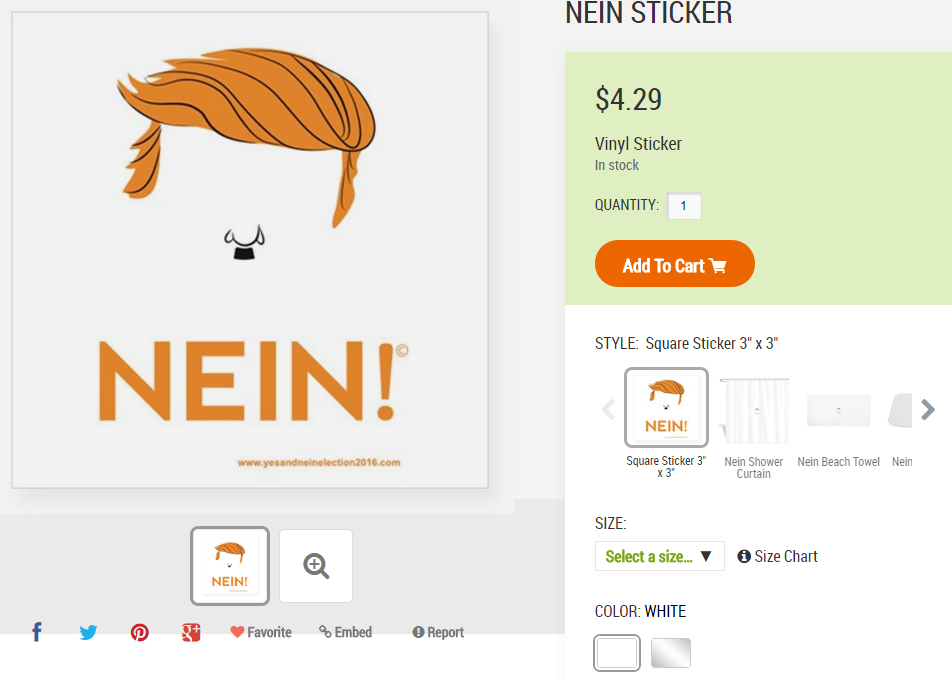 NEIN STICKER
NEIN!©
www.yesandneinelection2016.com
NEIN!
f
Favorite
Embed
Report
$4.29
Vinyl Sticker
In stock
QUANTITY: 1
Add To Cart
STYLE: Square Sticker 3" x 3"
NEIN!
Square Sticker 3"
x 3"
Nein Shower
Curtain
Nein Beach Towel
Nein
SIZE:
Select a size... ▼
Size Chart
COLOR: WHITE